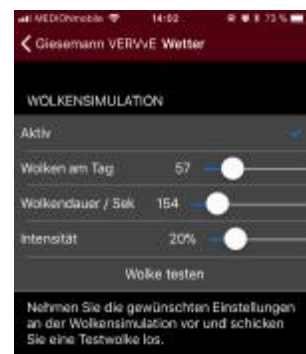 MEDIONmobile 14:02 73 %
Giesemann VERVvE Wetter
WOLKENSIMULATION
Aktiv
Wolken am Tag 57
Wolkendauer / Sek 154
Intensität 20%
Wolke testen
Nehmen Sie die gewünschten Einstellungen
an der Wolkensimulation vor und schicken
Sie eine Testwolke los.